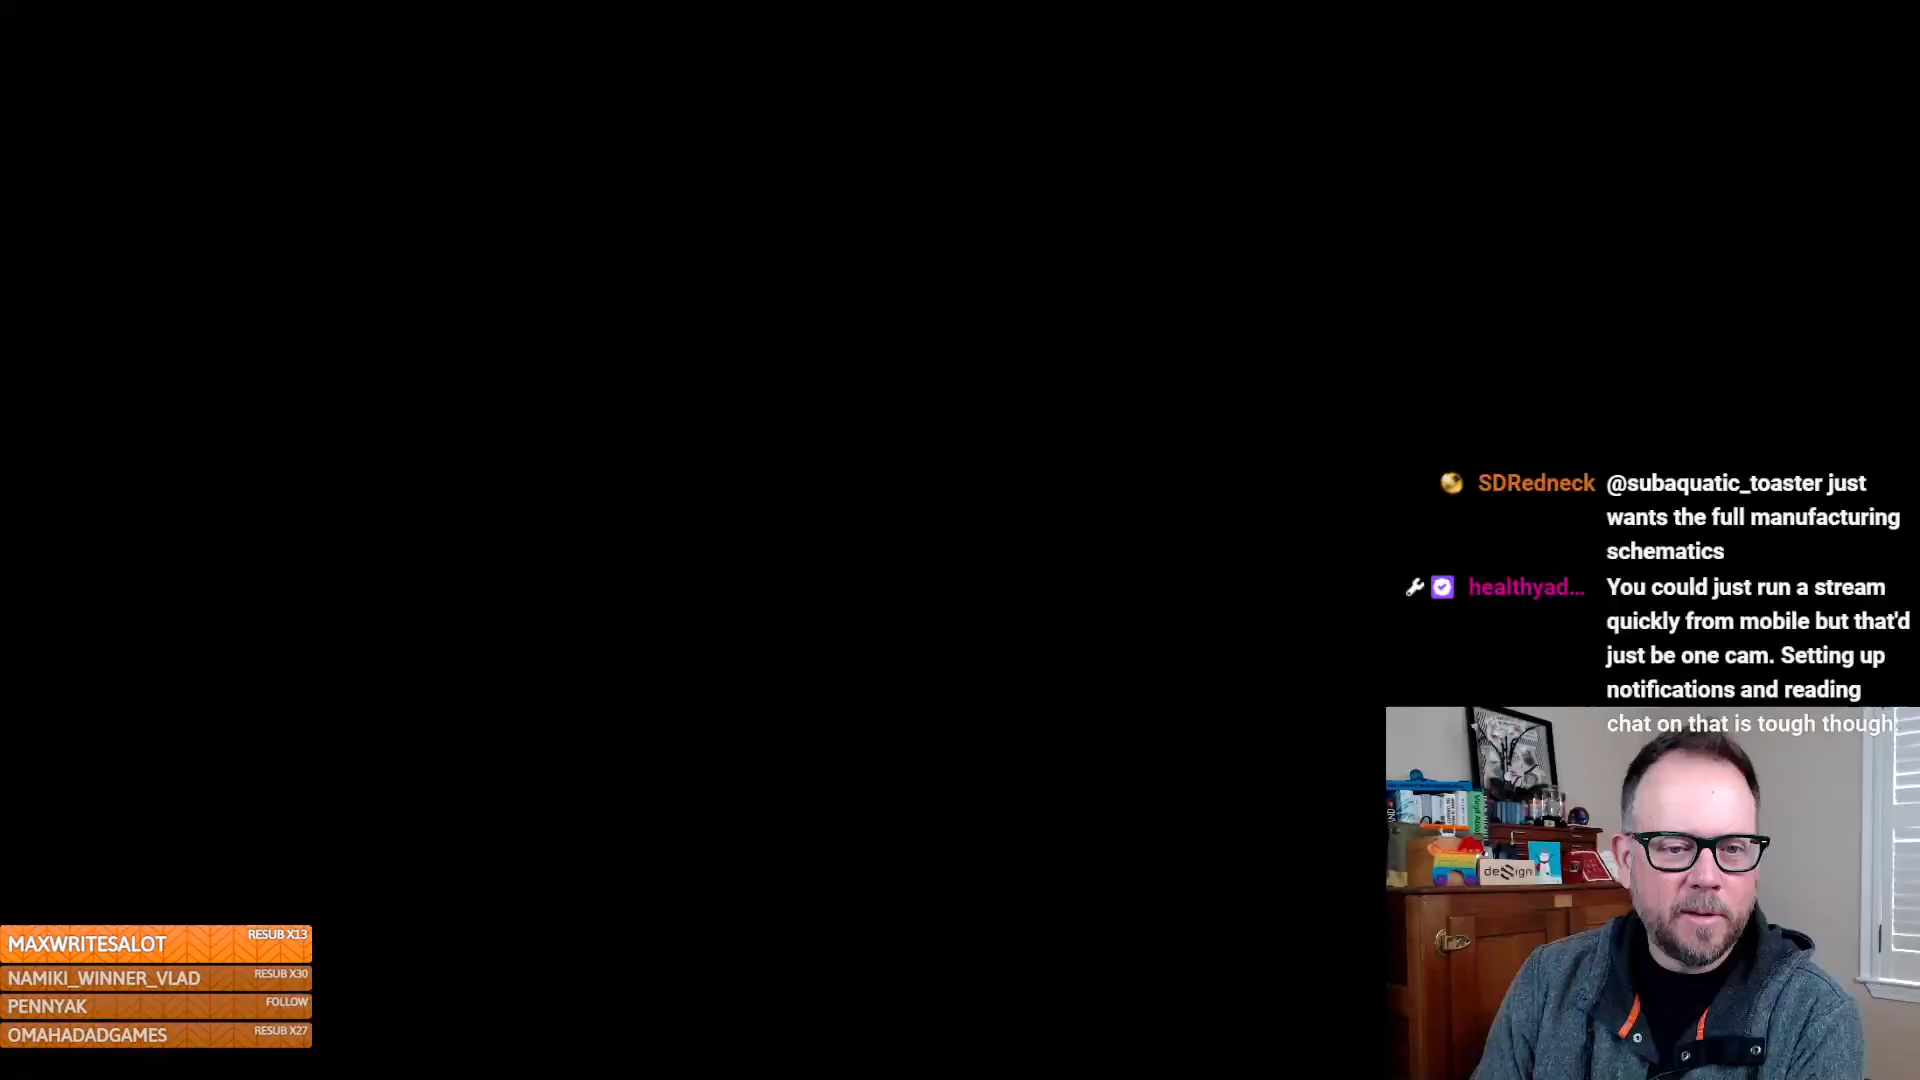 SDRedneck @subaquatic_toaster just
wants the full manufacturing
schematics
healthyad... You could just run a stream
quickly from mobile but that'd
just be one cam. Setting up
notifications and reading
chat on that is tough though.
deSign
MAXWRITESALOT RESUB X13
NAMIKI_WINNER_VLAD RESUB X30
PENNYAK FOLLOW
OMAHADADGAMES RESUB X27